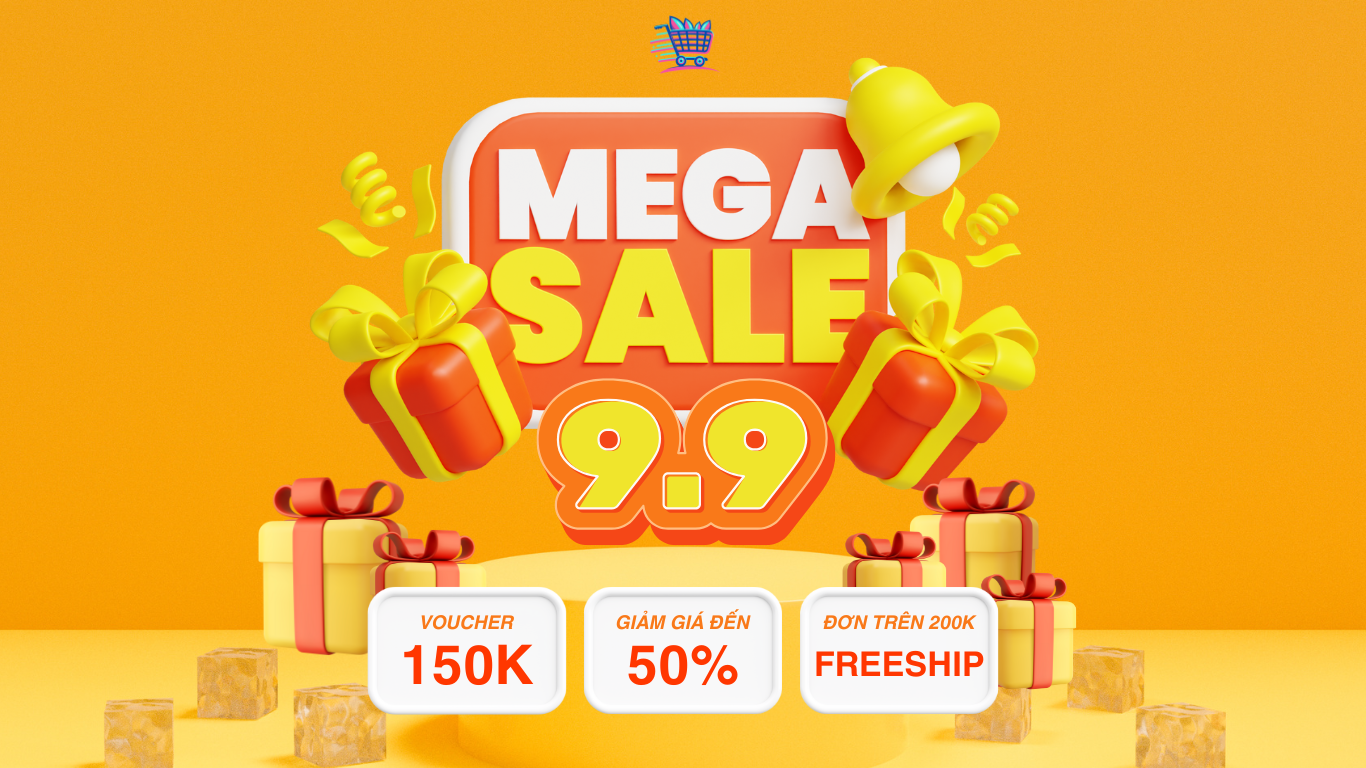 MEGA
SALE
9.9
VOUCHER
150K
GIẢM GIÁ ĐẾN
50%
ĐƠN TRÊN 200K
FREESHIP